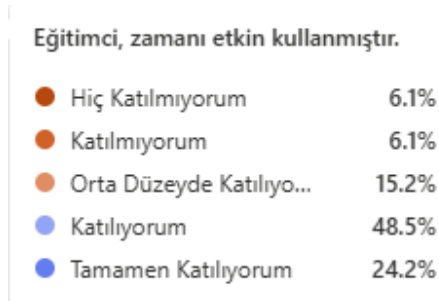 Eğitimci, zamanı etkin kullanmıştır.
Hiç Katılmıyorum 6.1%
Katılmıyorum 6.1%
Orta Düzeyde Katılıyo... 15.2%
Katılıyorum 48.5%
Tamamen Katılıyorum 24.2%